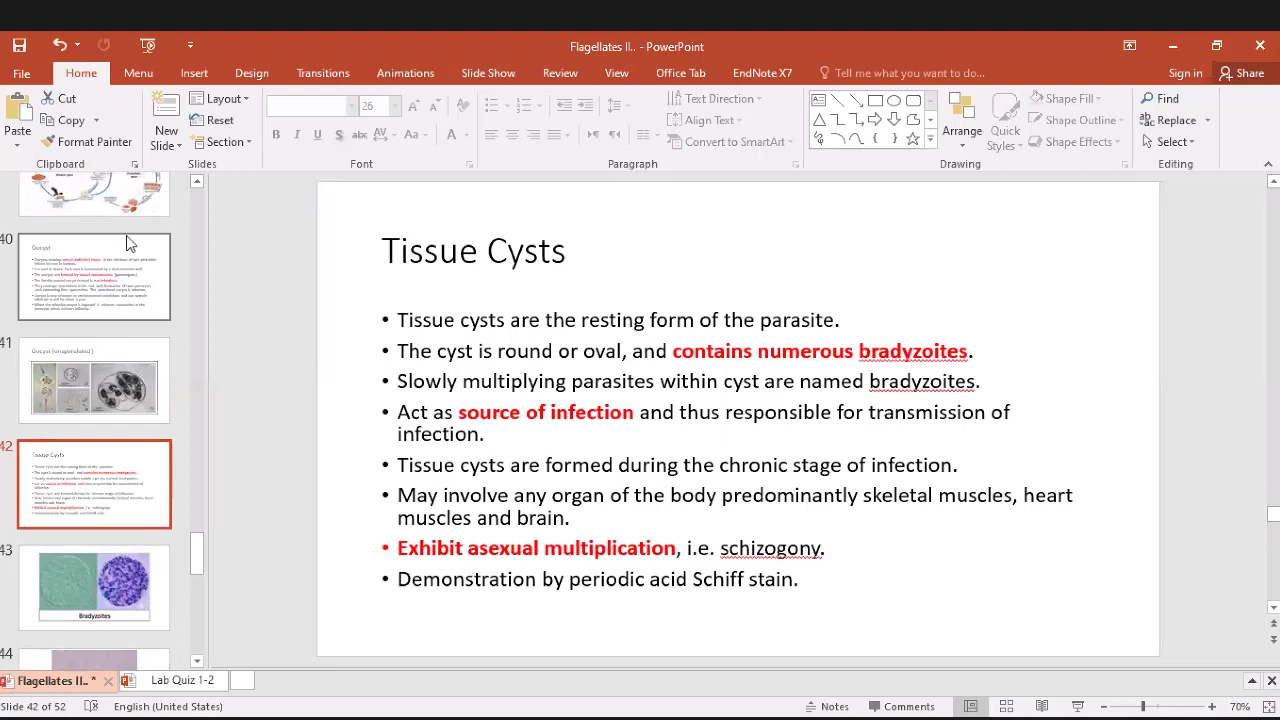 Flagellates II.. - PowerPoint
File Home Menu Insert Design Transitions Animations Slide Show Review View Office Tab EndNote X7 Tell me what you want to do... Sign in Share
Paste
Cut
Copy
Format Painter
Clipboard
New Slide
Layout
Reset
Section
Slides
26
Font
Text Direction
Align Text
Convert to SmartArt
Paragraph
Arrange
Quick Styles
Shape Fill
Shape Outline
Shape Effects
Drawing
Find
Replace
Select
Editing
40
Oocyst
41
Oocyst (unsporulated)
42
Tissue Cysts
43
Bradyzoites
44
Tissue Cysts
• Tissue cysts are the resting form of the parasite.
• The cyst is round or oval, and contains numerous bradyzoites.
• Slowly multiplying parasites within cyst are named bradyzoites.
• Act as source of infection and thus responsible for transmission of
infection.
• Tissue cysts are formed during the chronic stage of infection.
• May involve any organ of the body predominantly skeletal muscles, heart
muscles and brain.
• Exhibit asexual multiplication, i.e. schizogony.
• Demonstration by periodic acid Schiff stain.
Flagellates II.. * Lab Quiz 1-2
Slide 42 of 52 English (United States) Notes Comments 70%